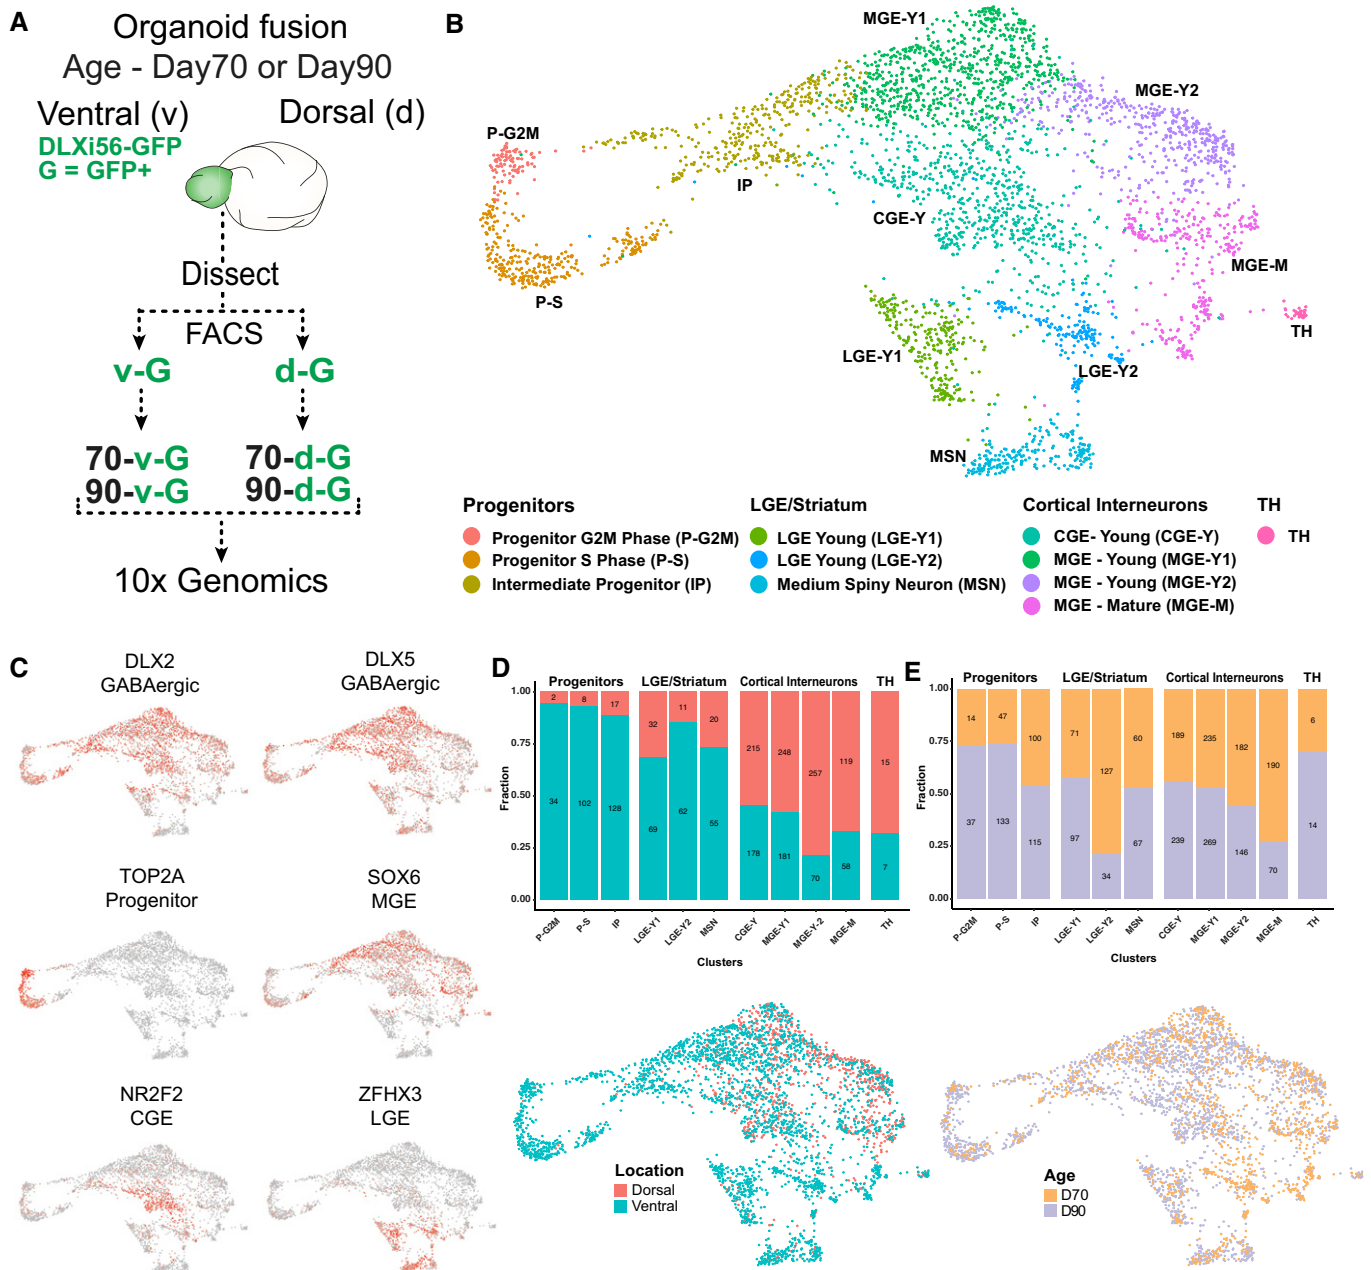 A
Organoid fusion
Age - Day70 or Day90
Ventral (v)
Dorsal (d)
DLXi56-GFP
G = GFP+
Dissect
FACS
v-G
d-G
70-v-G
70-d-G
90-v-G
90-d-G
10x Genomics
B
MGE-Y1
MGE-Y2
P-G2M
IP
CGE-Y
MGE-M
P-S
TH
LGE-Y1
LGE-Y2
MSN
Progenitors
Progenitor G2M Phase (P-G2M)
Progenitor S Phase (P-S)
Intermediate Progenitor (IP)
LGE/Striatum
LGE Young (LGE-Y1)
LGE Young (LGE-Y2)
Medium Spiny Neuron (MSN)
Cortical Interneurons
CGE- Young (CGE-Y)
MGE - Young (MGE-Y1)
MGE - Young (MGE-Y2)
MGE - Mature (MGE-M)
TH
TH
C
DLX2
GABAergic
DLX5
GABAergic
TOP2A
Progenitor
SOX6
MGE
NR2F2
CGE
ZFHX3
LGE
D
Progenitors
LGE/Striatum
Cortical Interneurons
TH
Fraction
1.00
0.75
0.50
0.25
0.00
2
8
17
32
11
20
215
248
257
119
15
34
102
128
69
62
55
178
181
70
58
7
P-G2M
P-S
IP
LGE-Y1
LGE-Y2
MSN
CGE-Y
MGE-Y1
MGE-Y-2
MGE-M
TH
Clusters
Location
Dorsal
Ventral
E
Progenitors
LGE/Striatum
Cortical Interneurons
TH
Fraction
1.00
0.75
0.50
0.25
0.00
14
47
100
71
127
60
189
235
182
190
6
37
133
115
97
34
67
239
269
146
70
14
P-G2M
P-S
IP
LGE-Y1
LGE-Y2
MSN
CGE-Y
MGE-Y1
MGE-Y2
MGE-M
TH
Clusters
Age
D70
D90